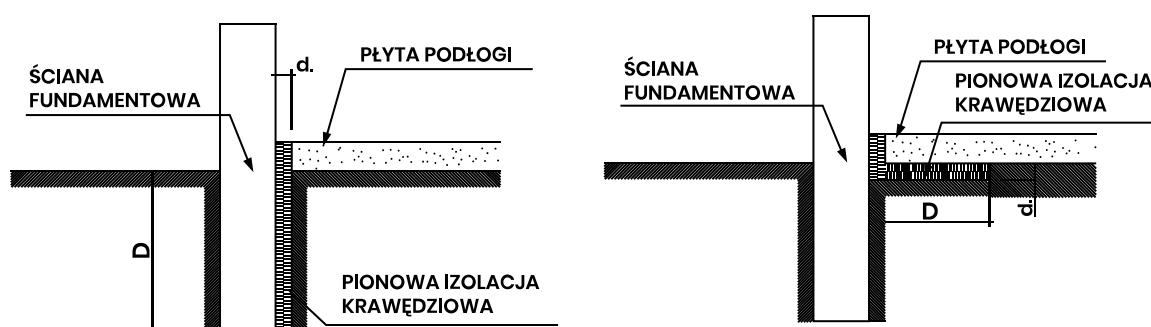 d.
PŁYTA PODŁOGI
ŚCIANA
FUNDAMENTOWA
D
PIONOWA IZOLACJA
KRAWĘDZIOWA
PŁYTA PODŁOGI
ŚCIANA
FUNDAMENTOWA
PIONOWA IZOLACJA
KRAWĘDZIOWA
D
d.